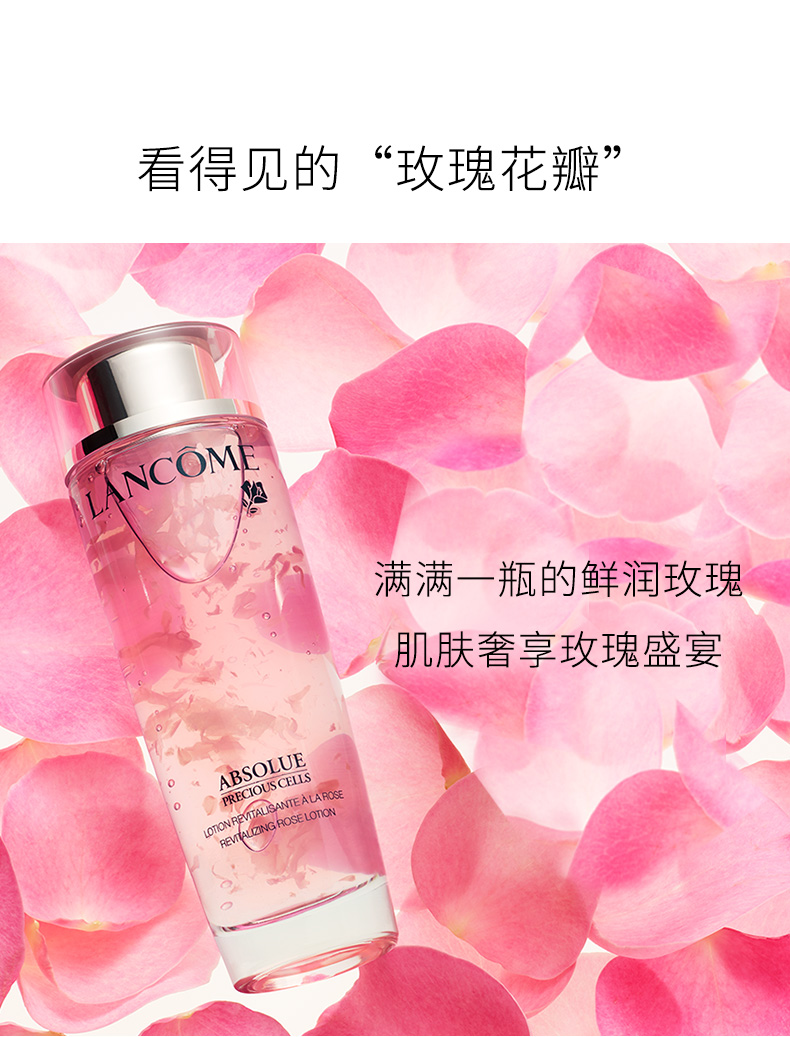 看得见的“玫瑰花瓣”
LANCÔME
满满一瓶的鲜润玫瑰
肌肤奢享玫瑰盛宴
ABSOLUE
PRECIOUS CELLS
LOTION REVITALISANTE À LA ROSE
REVITALIZING ROSE LOTION